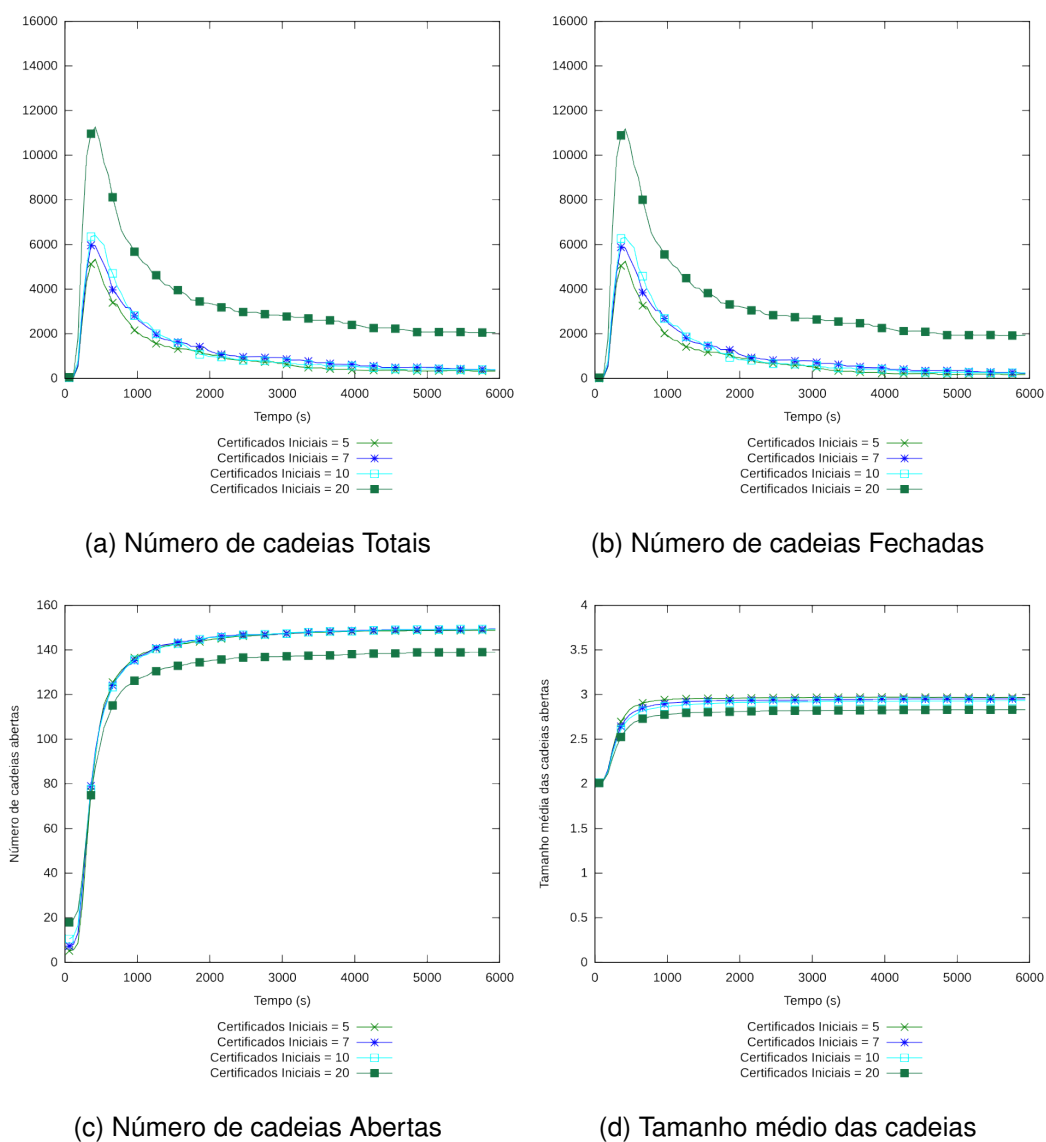 16000
14000
12000
10000
8000
6000
4000
2000
0
0 1000 2000 3000 4000 5000 6000
Tempo (s)
Certificados Iniciais = 5
Certificados Iniciais = 7
Certificados Iniciais = 10
Certificados Iniciais = 20
(a) Número de cadeias Totais
16000
14000
12000
10000
8000
6000
4000
2000
0
0 1000 2000 3000 4000 5000 6000
Tempo (s)
Certificados Iniciais = 5
Certificados Iniciais = 7
Certificados Iniciais = 10
Certificados Iniciais = 20
(b) Número de cadeias Fechadas
Número de cadeias abertas
160
140
120
100
80
60
40
20
0
0 1000 2000 3000 4000 5000 6000
Tempo (s)
Certificados Iniciais = 5
Certificados Iniciais = 7
Certificados Iniciais = 10
Certificados Iniciais = 20
(c) Número de cadeias Abertas
Tamanho média das cadeias abertas
4
3.5
3
2.5
2
1.5
1
0.5
0
0 1000 2000 3000 4000 5000 6000
Tempo (s)
Certificados Iniciais = 5
Certificados Iniciais = 7
Certificados Iniciais = 10
Certificados Iniciais = 20
(d) Tamanho médio das cadeias